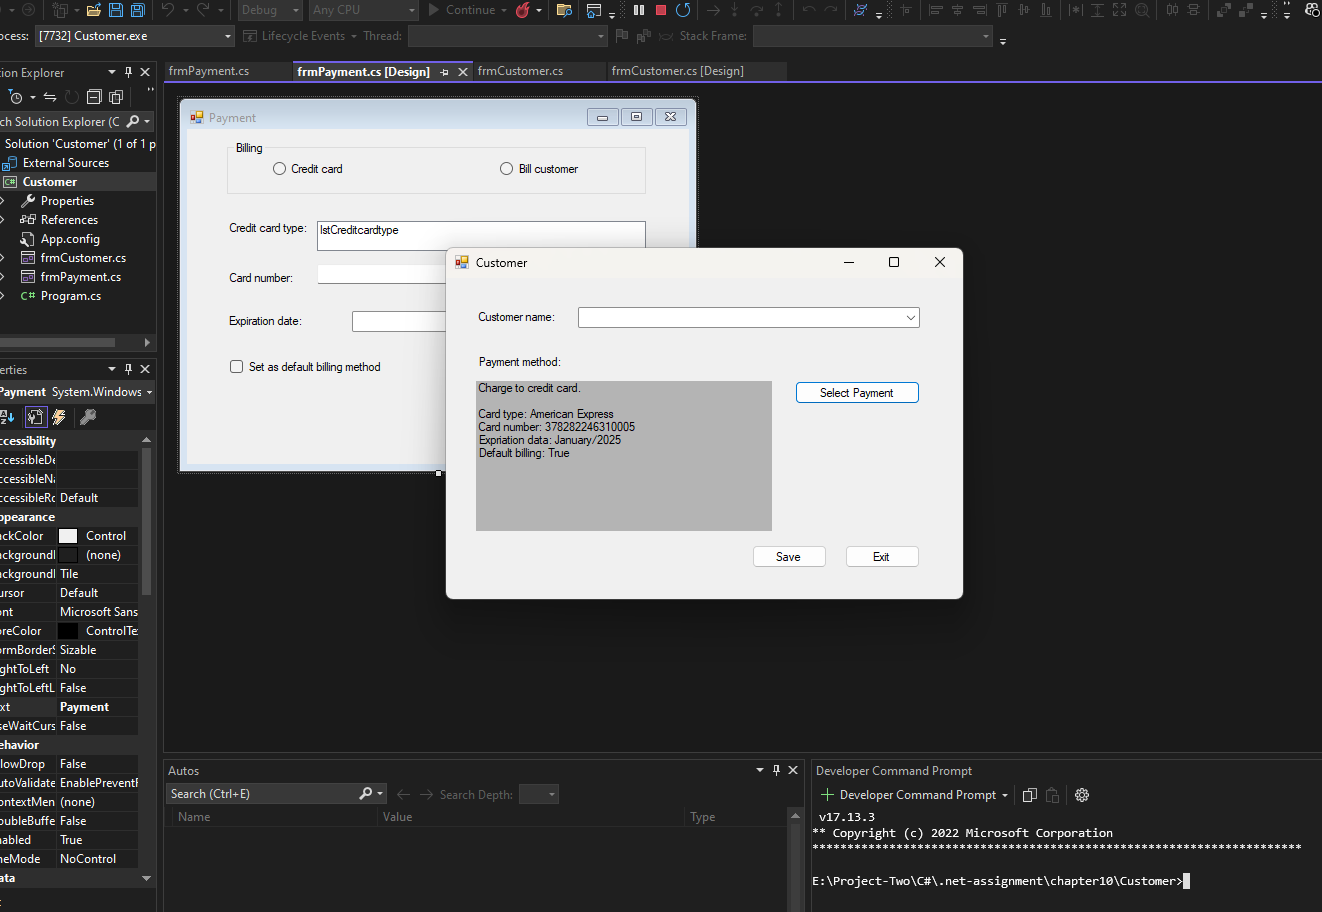 Debug Any CPU Continue
ocess: [7732] Customer.exe Lifecycle Events Thread: Stack Frame:
ion Explorer
ch Solution Explorer (C
Solution 'Customer' (1 of 1 p
External Sources
C# Customer
Properties
References
App.config
frmCustomer.cs
frmPayment.cs
C# Program.cs
frmPayment.cs frmPayment.cs [Design] frmCustomer.cs frmCustomer.cs [Design]
Payment
Billing
Credit card Bill customer
Credit card type: lstCreditcardtype
Card number:
Expiration date:
Set as default billing method
Customer
Customer name:
Payment method:
Charge to credit card.
Card type: American Express
Card number: 378282246310005
Expriation data: January/2025
Default billing: True
Select Payment
Save Exit
erties
Payment System.Windows
ccessibility
ccessibleDe
ccessibleNa
ccessibleRo Default
ppearance
ackColor Control
ackgroundI (none)
ackgroundI Tile
ursor Default
ont Microsoft Sans
oreColor ControlTe
ormBorderS Sizable
ghtToLeft No
ghtToLeftL False
xt Payment
seWaitCurs False
ehavior
lowDrop False
utoValidate EnablePreventF
ontextMen (none)
oubleBuffe False
nabled True
meMode NoControl
ata
Autos
Search (Ctrl+E) Search Depth:
Name Value Type
Developer Command Prompt
Developer Command Prompt
v17.13.3
** Copyright (c) 2022 Microsoft Corporation
**********************************************************************
E:\Project-Two\C#\.net-assignment\chapter10\Customer>